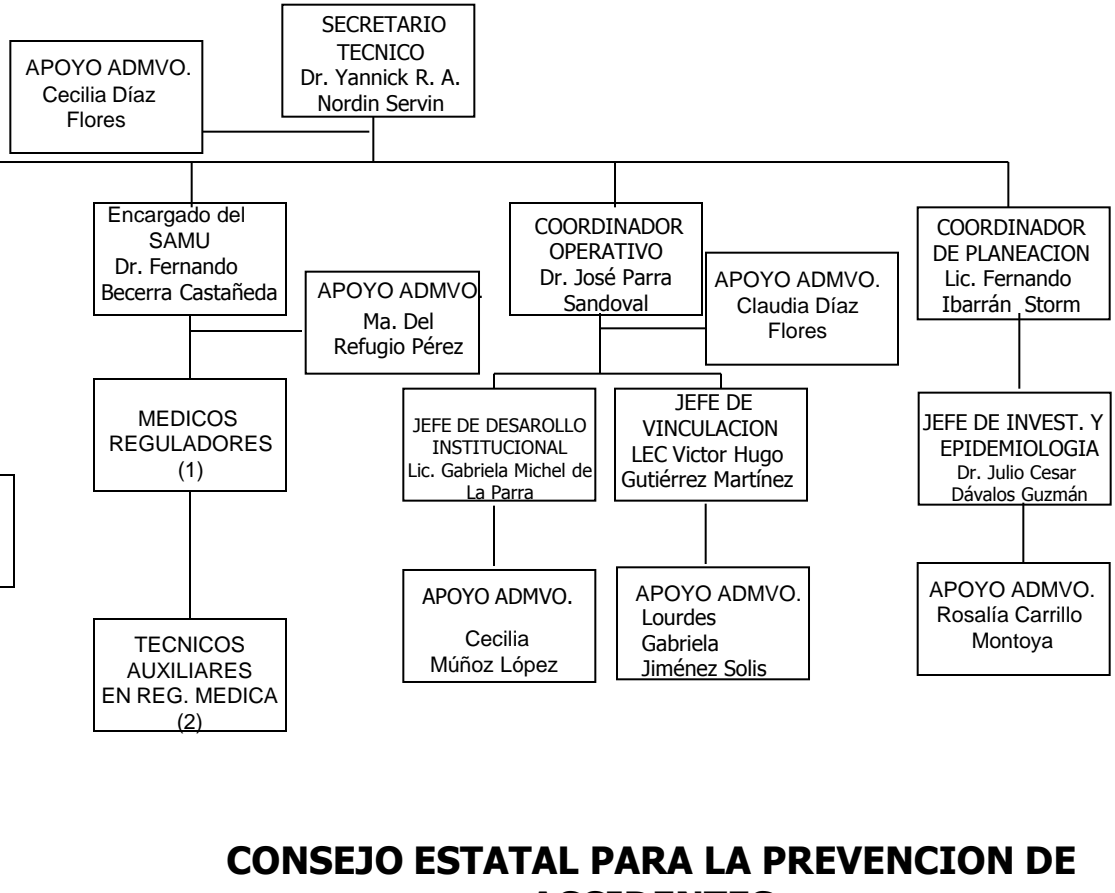 SECRETARIO
TECNICO
Dr. Yannick R. A.
Nordin Servin
APOYO ADMVO.
Cecilia Díaz
Flores
Encargado del
SAMU
Dr. Fernando
Becerra Castañeda
APOYO ADMVO.
Ma. Del
Refugio Pérez
MEDICOS
REGULADORES
(1)
TECNICOS
AUXILIARES
EN REG. MEDICA
(2)
COORDINADOR
OPERATIVO
Dr. José Parra
Sandoval
APOYO ADMVO.
Claudia Díaz
Flores
JEFE DE DESAROLLO
INSTITUCIONAL
Lic. Gabriela Michel de
La Parra
APOYO ADMVO.
Cecilia
Múñoz López
JEFE DE
VINCULACION
LEC Victor Hugo
Gutiérrez Martínez
APOYO ADMVO.
Lourdes
Gabriela
Jiménez Solis
COORDINADOR
DE PLANEACION
Lic. Fernando
Ibarrán Storm
JEFE DE INVEST. Y
EPIDEMIOLOGIA
Dr. Julio Cesar
Dávalos Guzmán
APOYO ADMVO.
Rosalía Carrillo
Montoya
CONSEJO ESTATAL PARA LA PREVENCION DE